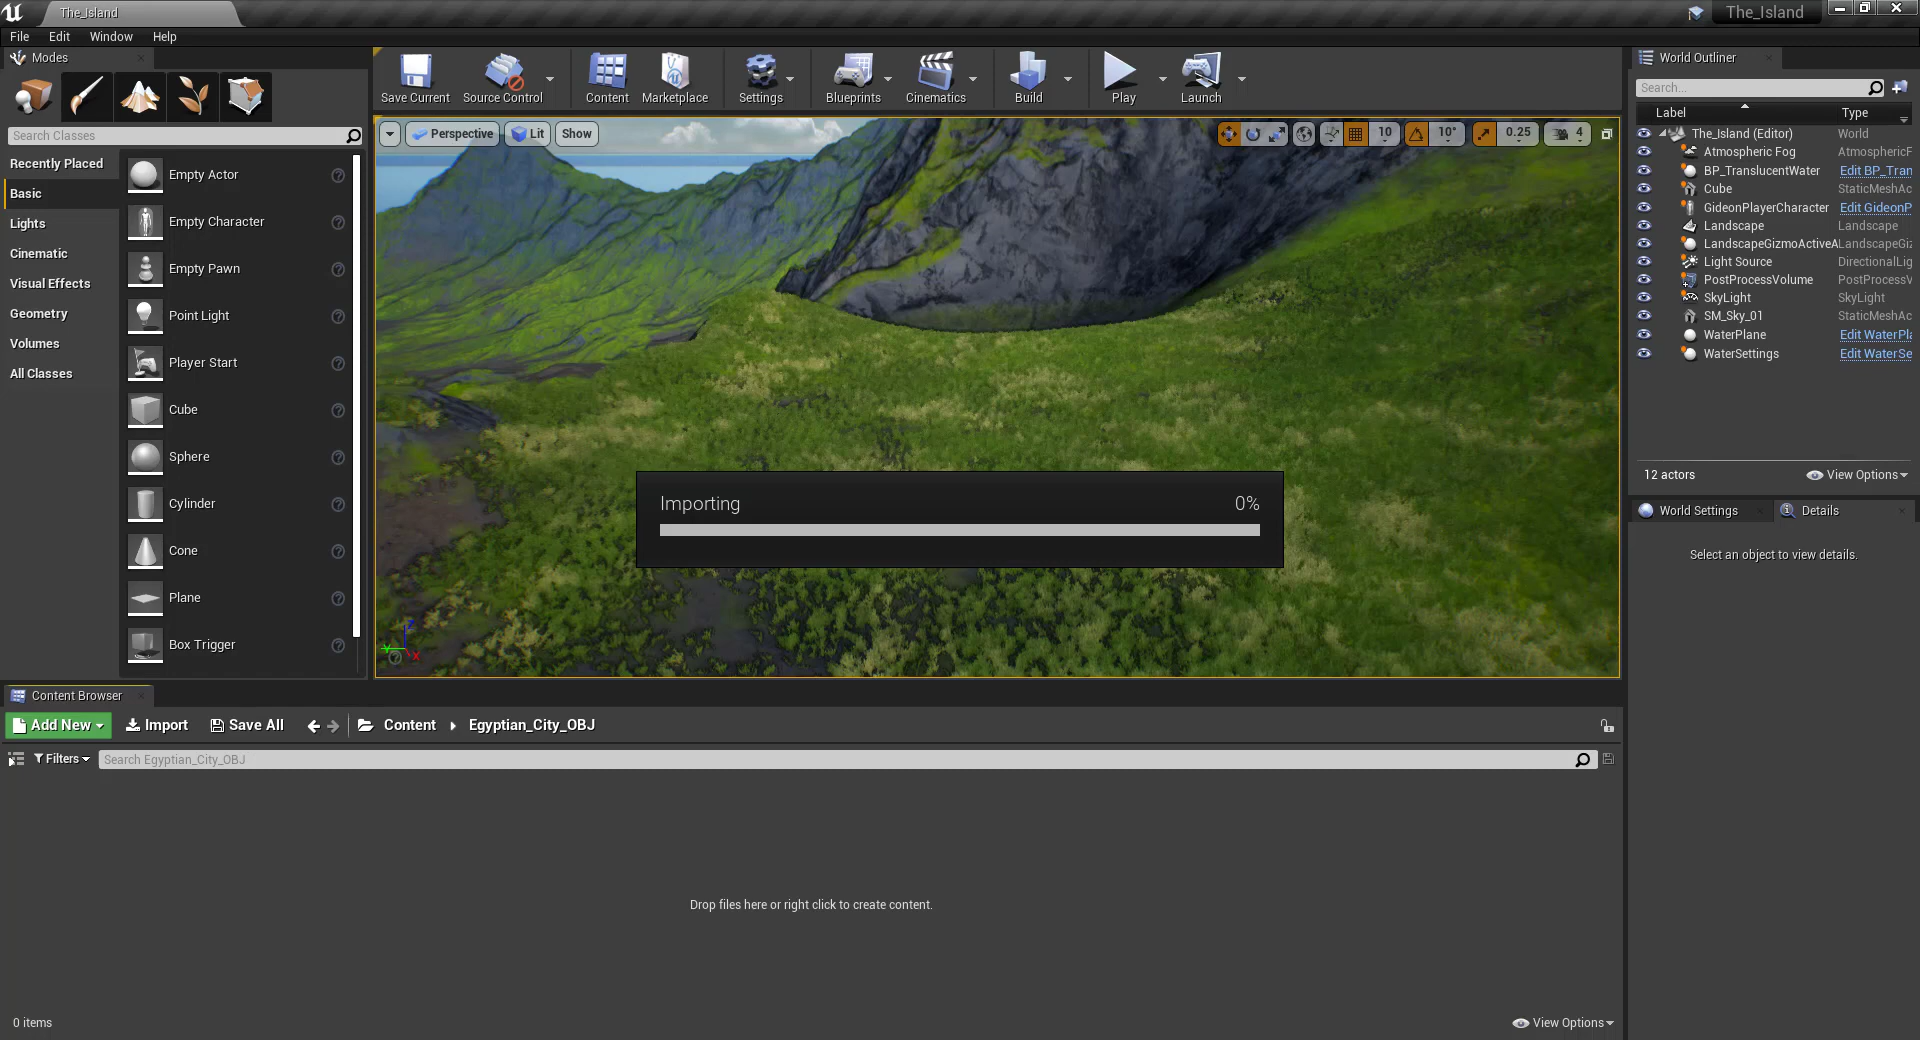 The_Island
The_Island
File Edit Window Help
Modes
Search Classes
Recently Placed
Basic
Lights
Cinematic
Visual Effects
Geometry
Volumes
All Classes
Empty Actor
Empty Character
Empty Pawn
Point Light
Player Start
Cube
Sphere
Cylinder
Cone
Plane
Box Trigger
Save Current Source Control Content Marketplace Settings Blueprints Cinematics Build Play Launch
Perspective Lit Show 10 10° 0.25 4
Importing 0%
Z
Y
X
World Outliner
Search...
Label Type
The_Island (Editor) World
Atmospheric Fog AtmosphericF
BP_TranslucentWater Edit BP_Tran
Cube StaticMeshAc
GideonPlayerCharacter Edit GideonP
Landscape Landscape
LandscapeGizmoActiveA LandscapeGiz
Light Source DirectionalLig
PostProcessVolume PostProcessV
SkyLight SkyLight
SM_Sky_01 StaticMeshAc
WaterPlane Edit WaterPla
WaterSettings Edit WaterSe
12 actors View Options
World Settings Details
Select an object to view details.
Content Browser
Add New Import Save All Content Egyptian_City_OBJ
Filters Search Egyptian_City_OBJ
Drop files here or right click to create content.
0 items View Options